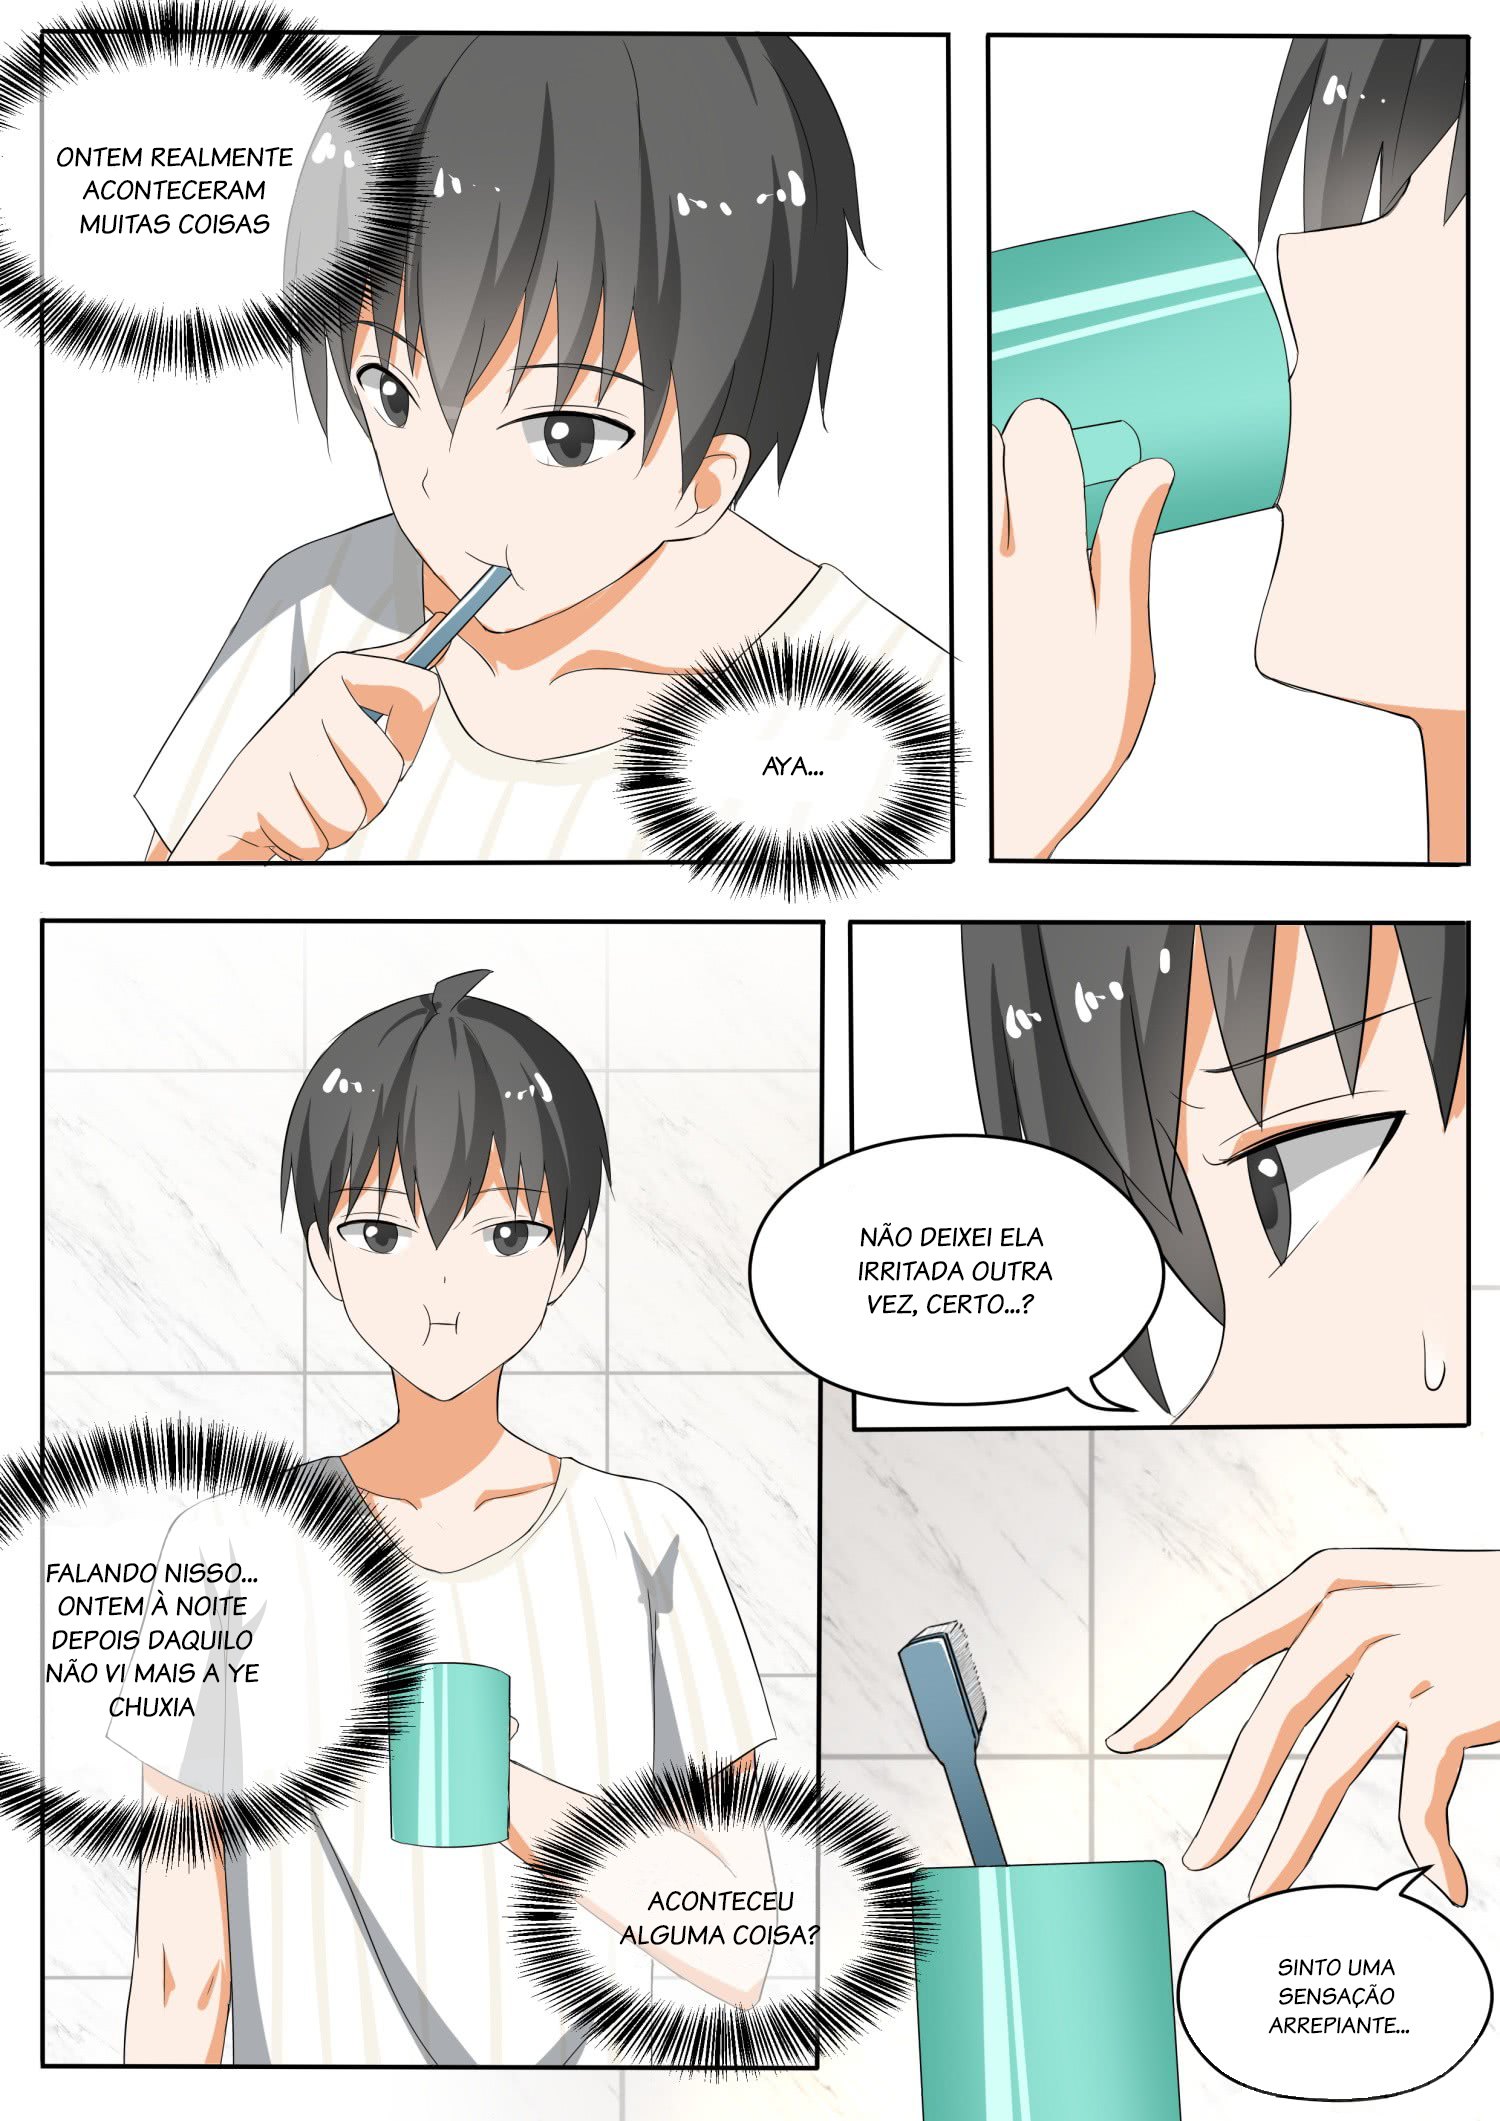 ONTEM REALMENTE
ACONTECERAM
MUITAS COISAS
AYA...
FALANDO NISSO...
ONTEM À NOITE
DEPOIS DAQUILO
NÃO VI MAIS A YE
CHUXIA
ACONTECEU
ALGUMA COISA?
NÃO DEIXEI ELA
IRRITADA OUTRA
VEZ, CERTO...?
SINTO UMA
SENSAÇÃO
ARREPIANTE...